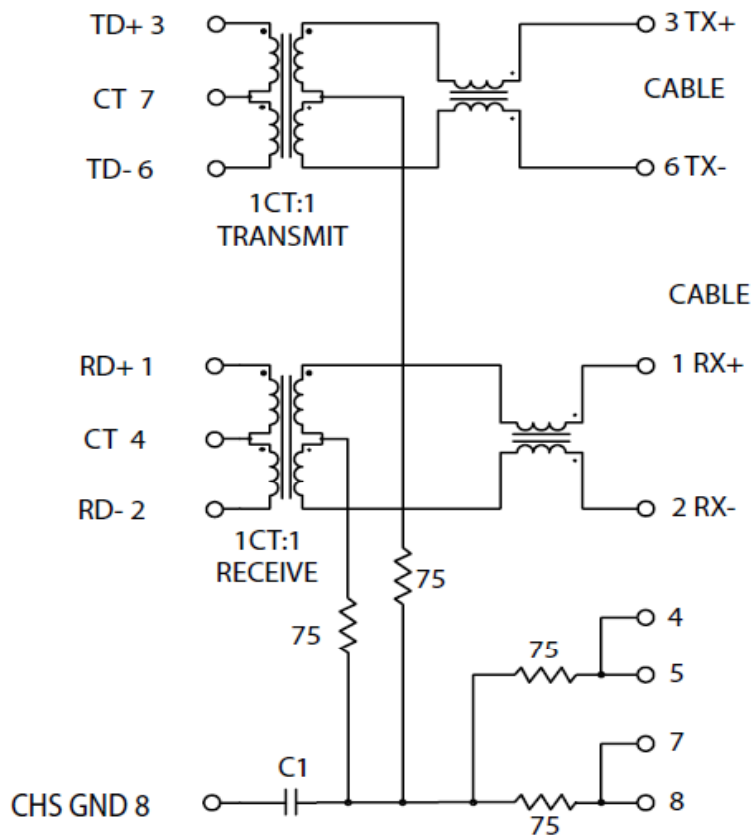 TD+ 3
3 TX+
CT 7
CABLE
TD- 6
6 TX-
1CT:1
TRANSMIT
CABLE
RD+ 1
1 RX+
CT 4
RD- 2
2 RX-
1CT:1
RECEIVE
75
75
4
75
5
7
C1
CHS GND 8
8
75